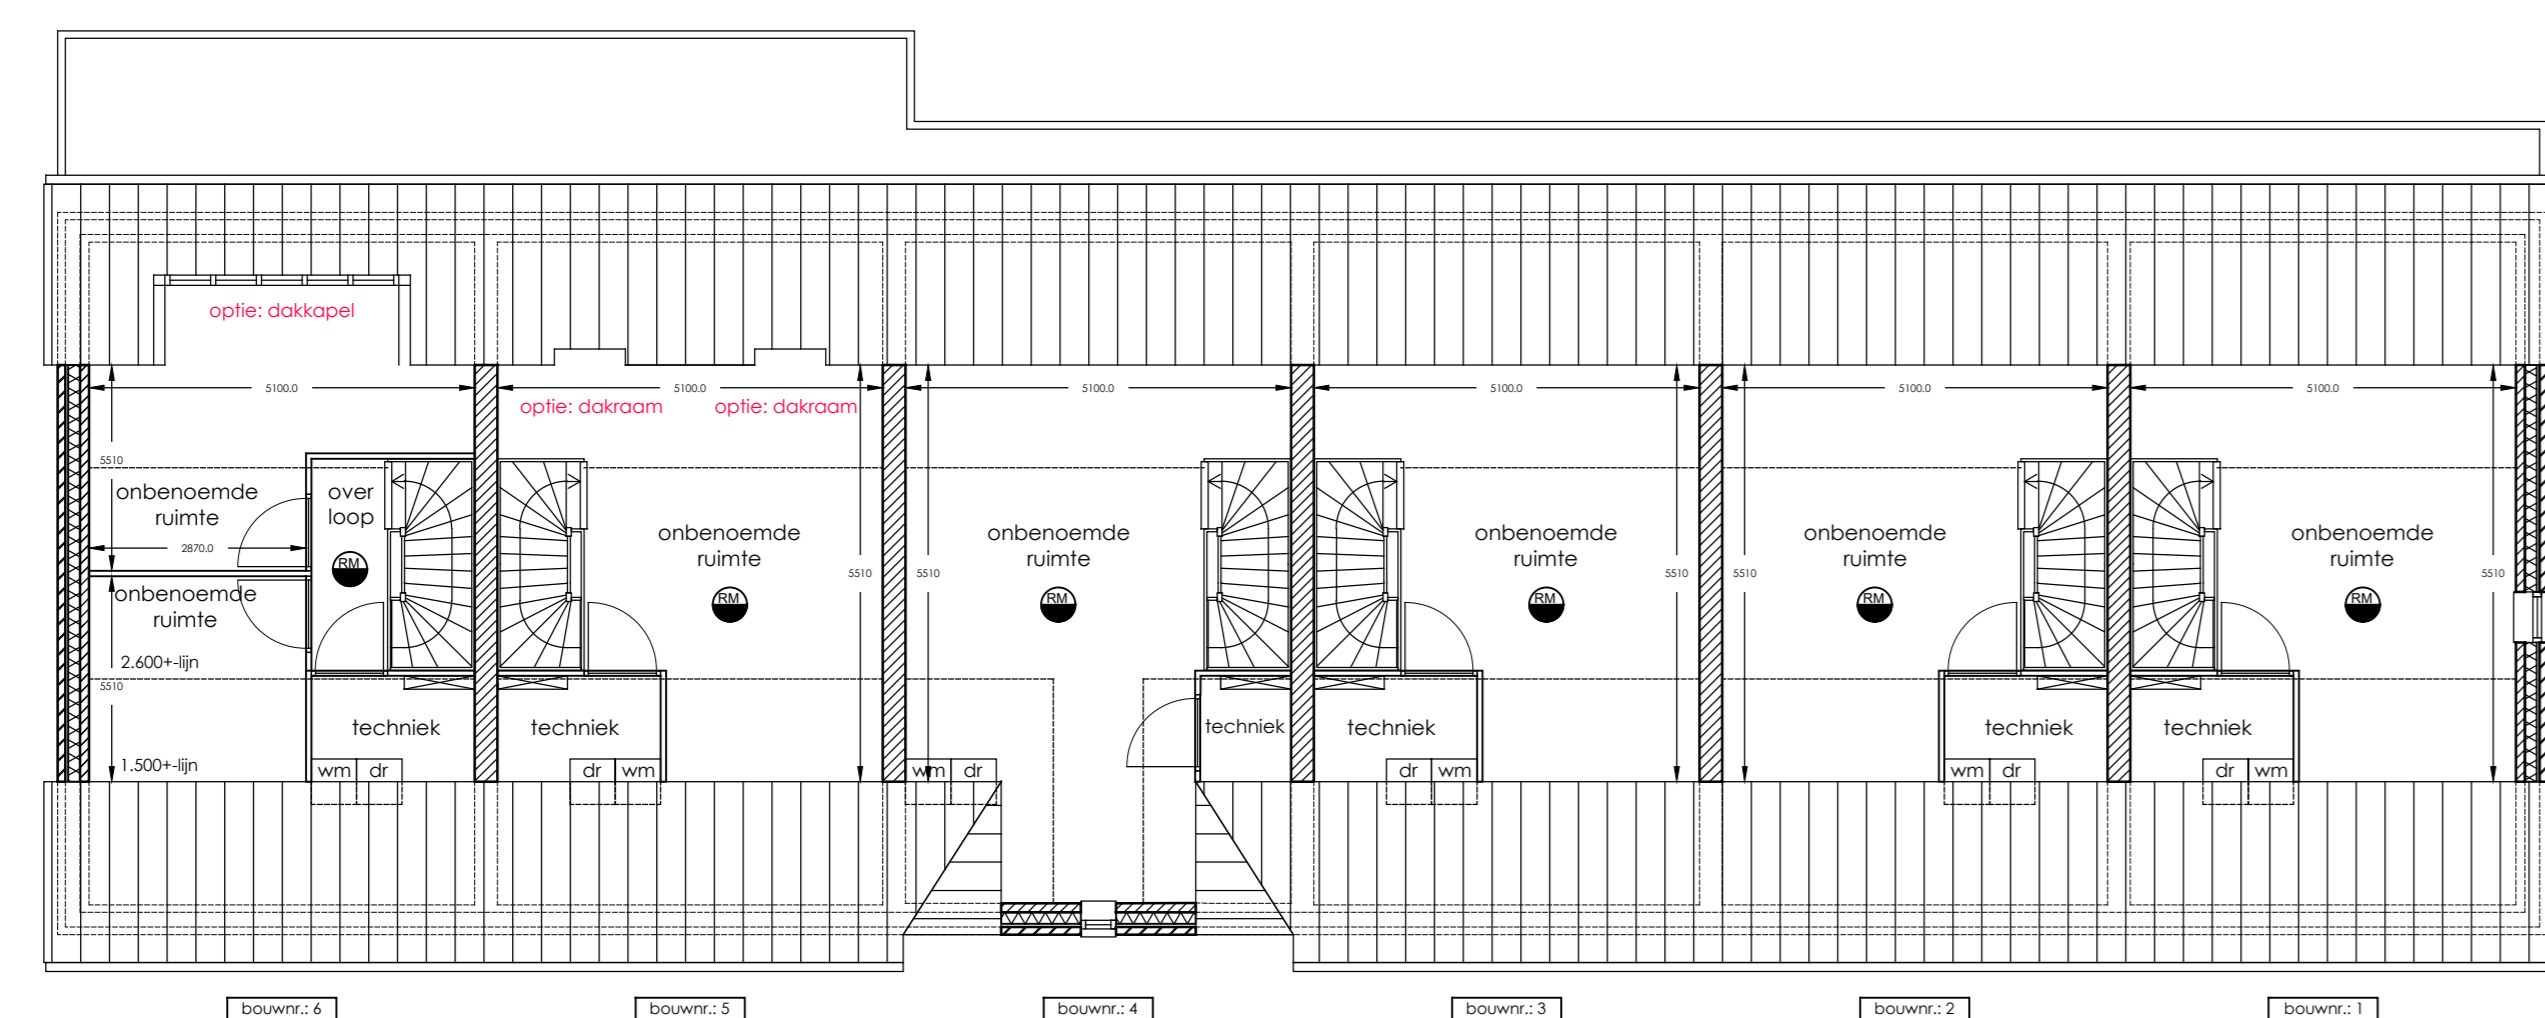 optie: dakkapel
5100.0
5100.0
5100.0
5100.0
5100.0
5100.0
optie: dakraam
optie: dakraam
5510
onbenoemde
ruimte
over
loop
2870.0
RM
onbenoemde
ruimte
2.600+-lijn
5510
1.500+-lijn
techniek
wm
dr
onbenoemde
ruimte
RM
5510
techniek
dr
wm
onbenoemde
ruimte
RM
5510
techniek
wm
dr
onbenoemde
ruimte
RM
5510
techniek
dr
wm
onbenoemde
ruimte
RM
5510
techniek
wm
dr
onbenoemde
ruimte
RM
5510
techniek
dr
wm
bouwnr.: 6
bouwnr.: 5
bouwnr.: 4
bouwnr.: 3
bouwnr.: 2
bouwnr.: 1